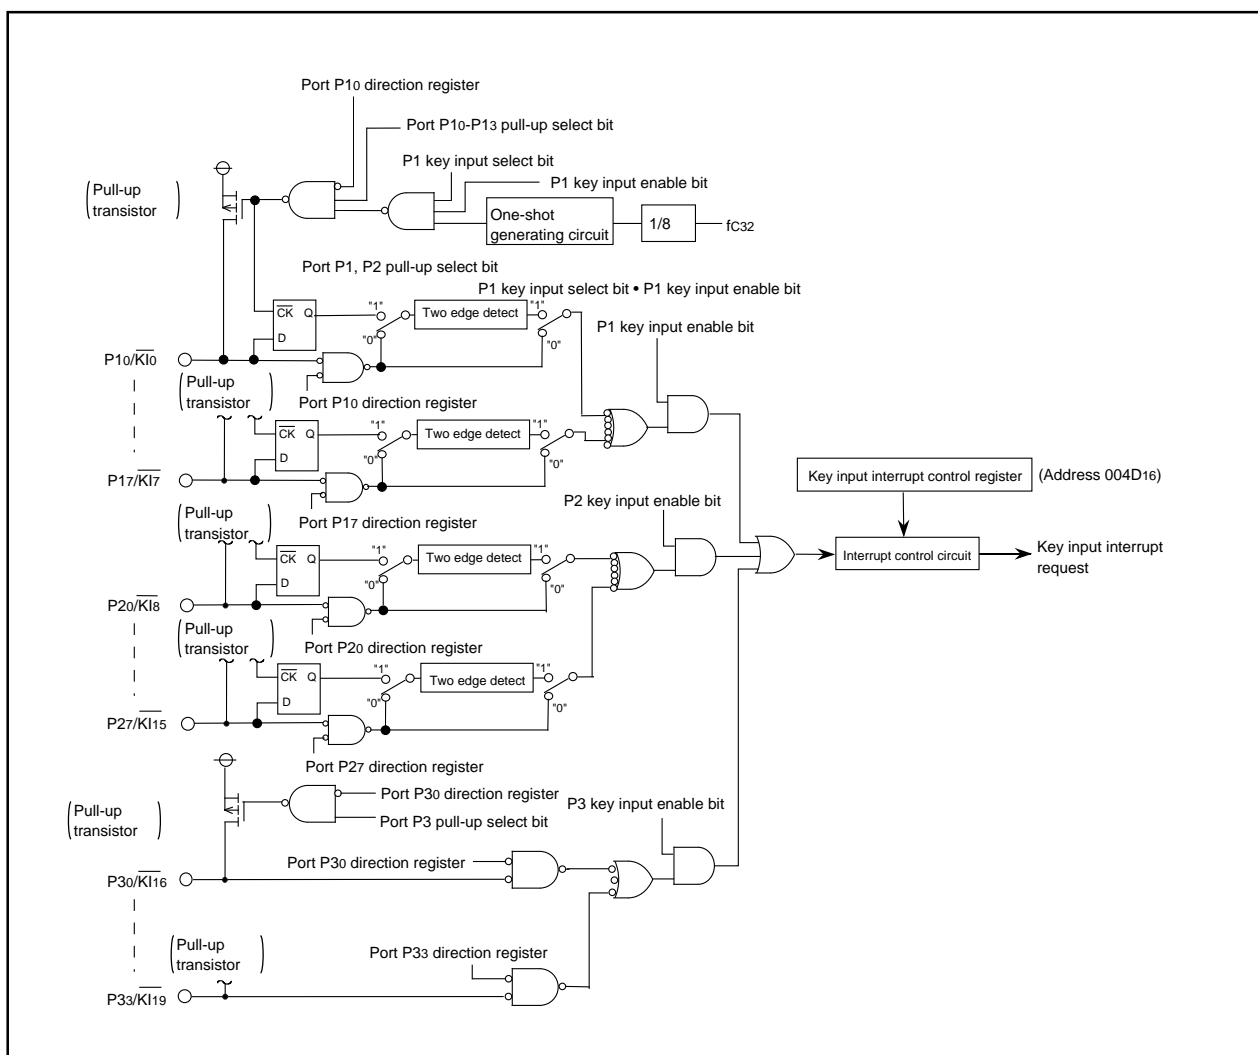 Port P10 direction register
Port P10-P13 pull-up select bit
P1 key input select bit
P1 key input enable bit
(Pull-up
transistor)
One-shot
generating circuit
1/8
fC32
Port P1, P2 pull-up select bit
P1 key input select bit • P1 key input enable bit
CK Q
D
"1"
"0"
Two edge detect
"1"
"0"
P1 key input enable bit
P10/KI0
(Pull-up
transistor)
Port P10 direction register
CK Q
D
"1"
"0"
Two edge detect
"1"
"0"
P17/KI7
Key input interrupt control register
(Address 004D16)
(Pull-up
transistor)
Port P17 direction register
P2 key input enable bit
CK Q
D
"1"
"0"
Two edge detect
"1"
"0"
Interrupt control circuit
Key input interrupt
request
P20/KI8
(Pull-up
transistor)
Port P20 direction register
CK Q
D
"1"
"0"
Two edge detect
"1"
"0"
P27/KI15
Port P27 direction register
Port P30 direction register
P3 key input enable bit
(Pull-up
transistor)
Port P3 pull-up select bit
Port P30 direction register
P30/KI16
(Pull-up
transistor)
Port P33 direction register
P33/KI19